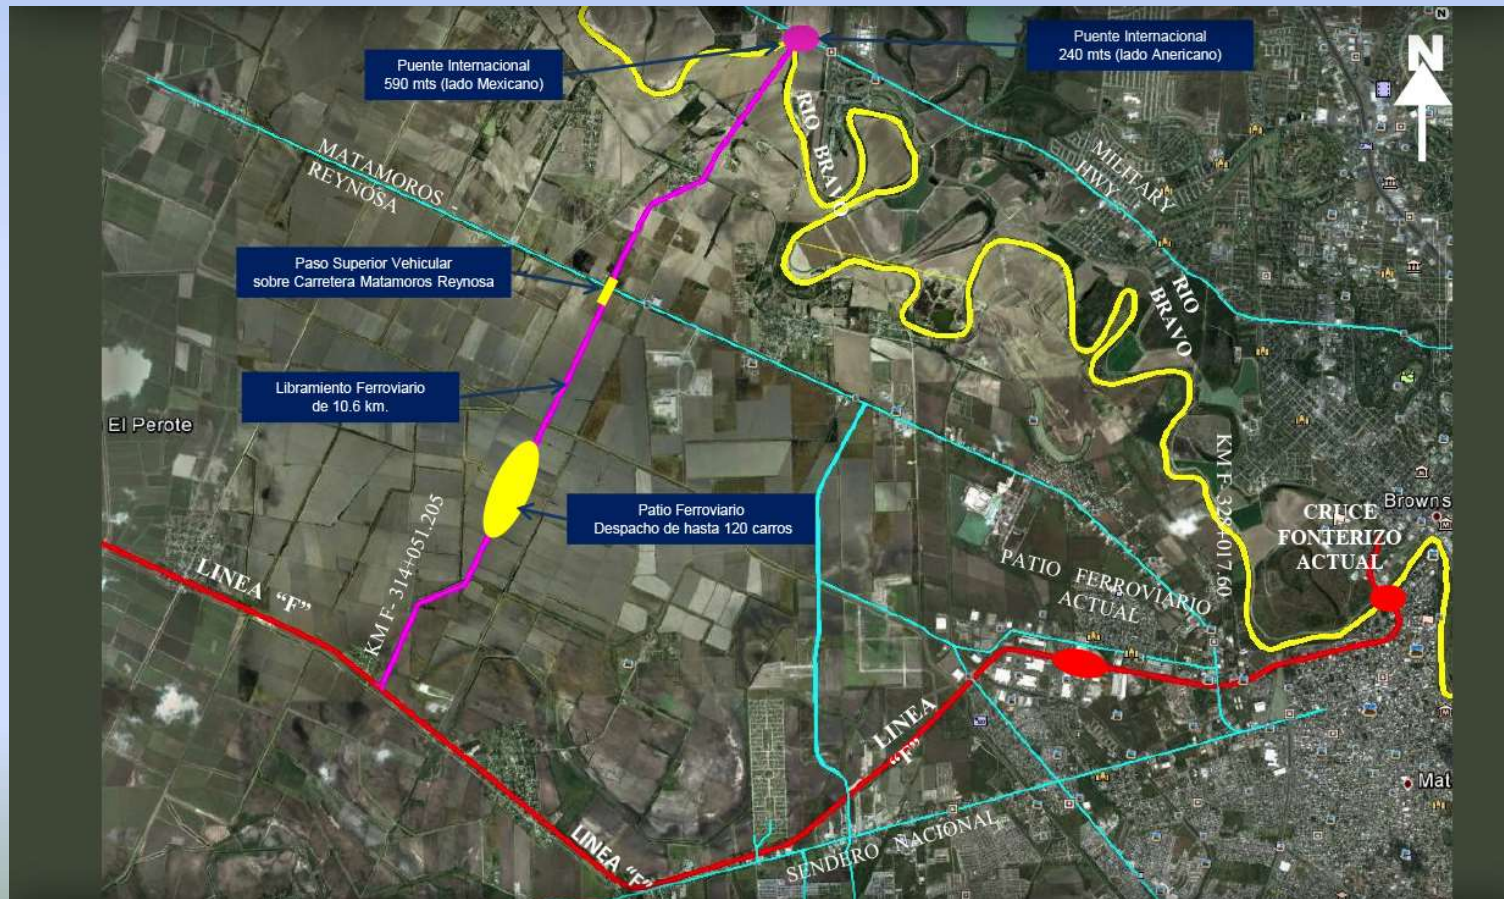 Puente Internacional
590 mts (lado Mexicano)
Puente Internacional
240 mts (lado Anericano)
N
N
RIO BRAVO
MILITARY
HWY
MATAMOROS -
REYNOSA
Paso Superior Vehicular
sobre Carretera Matamoros Reynosa
RIO
BRAVO
Libramiento Ferroviario
de 10.6 km.
El Perote
Patio Ferroviario
Despacho de hasta 120 carros
KM F- 314+051.205
KM F- 328+017.60
Browns
CRUCE
FONTERIZO
ACTUAL
LINEA “F”
PATIO FERROVIARIO
ACTUAL
LINEA
“F”
Mat
LINEA “F”
SENDERO NACIONAL